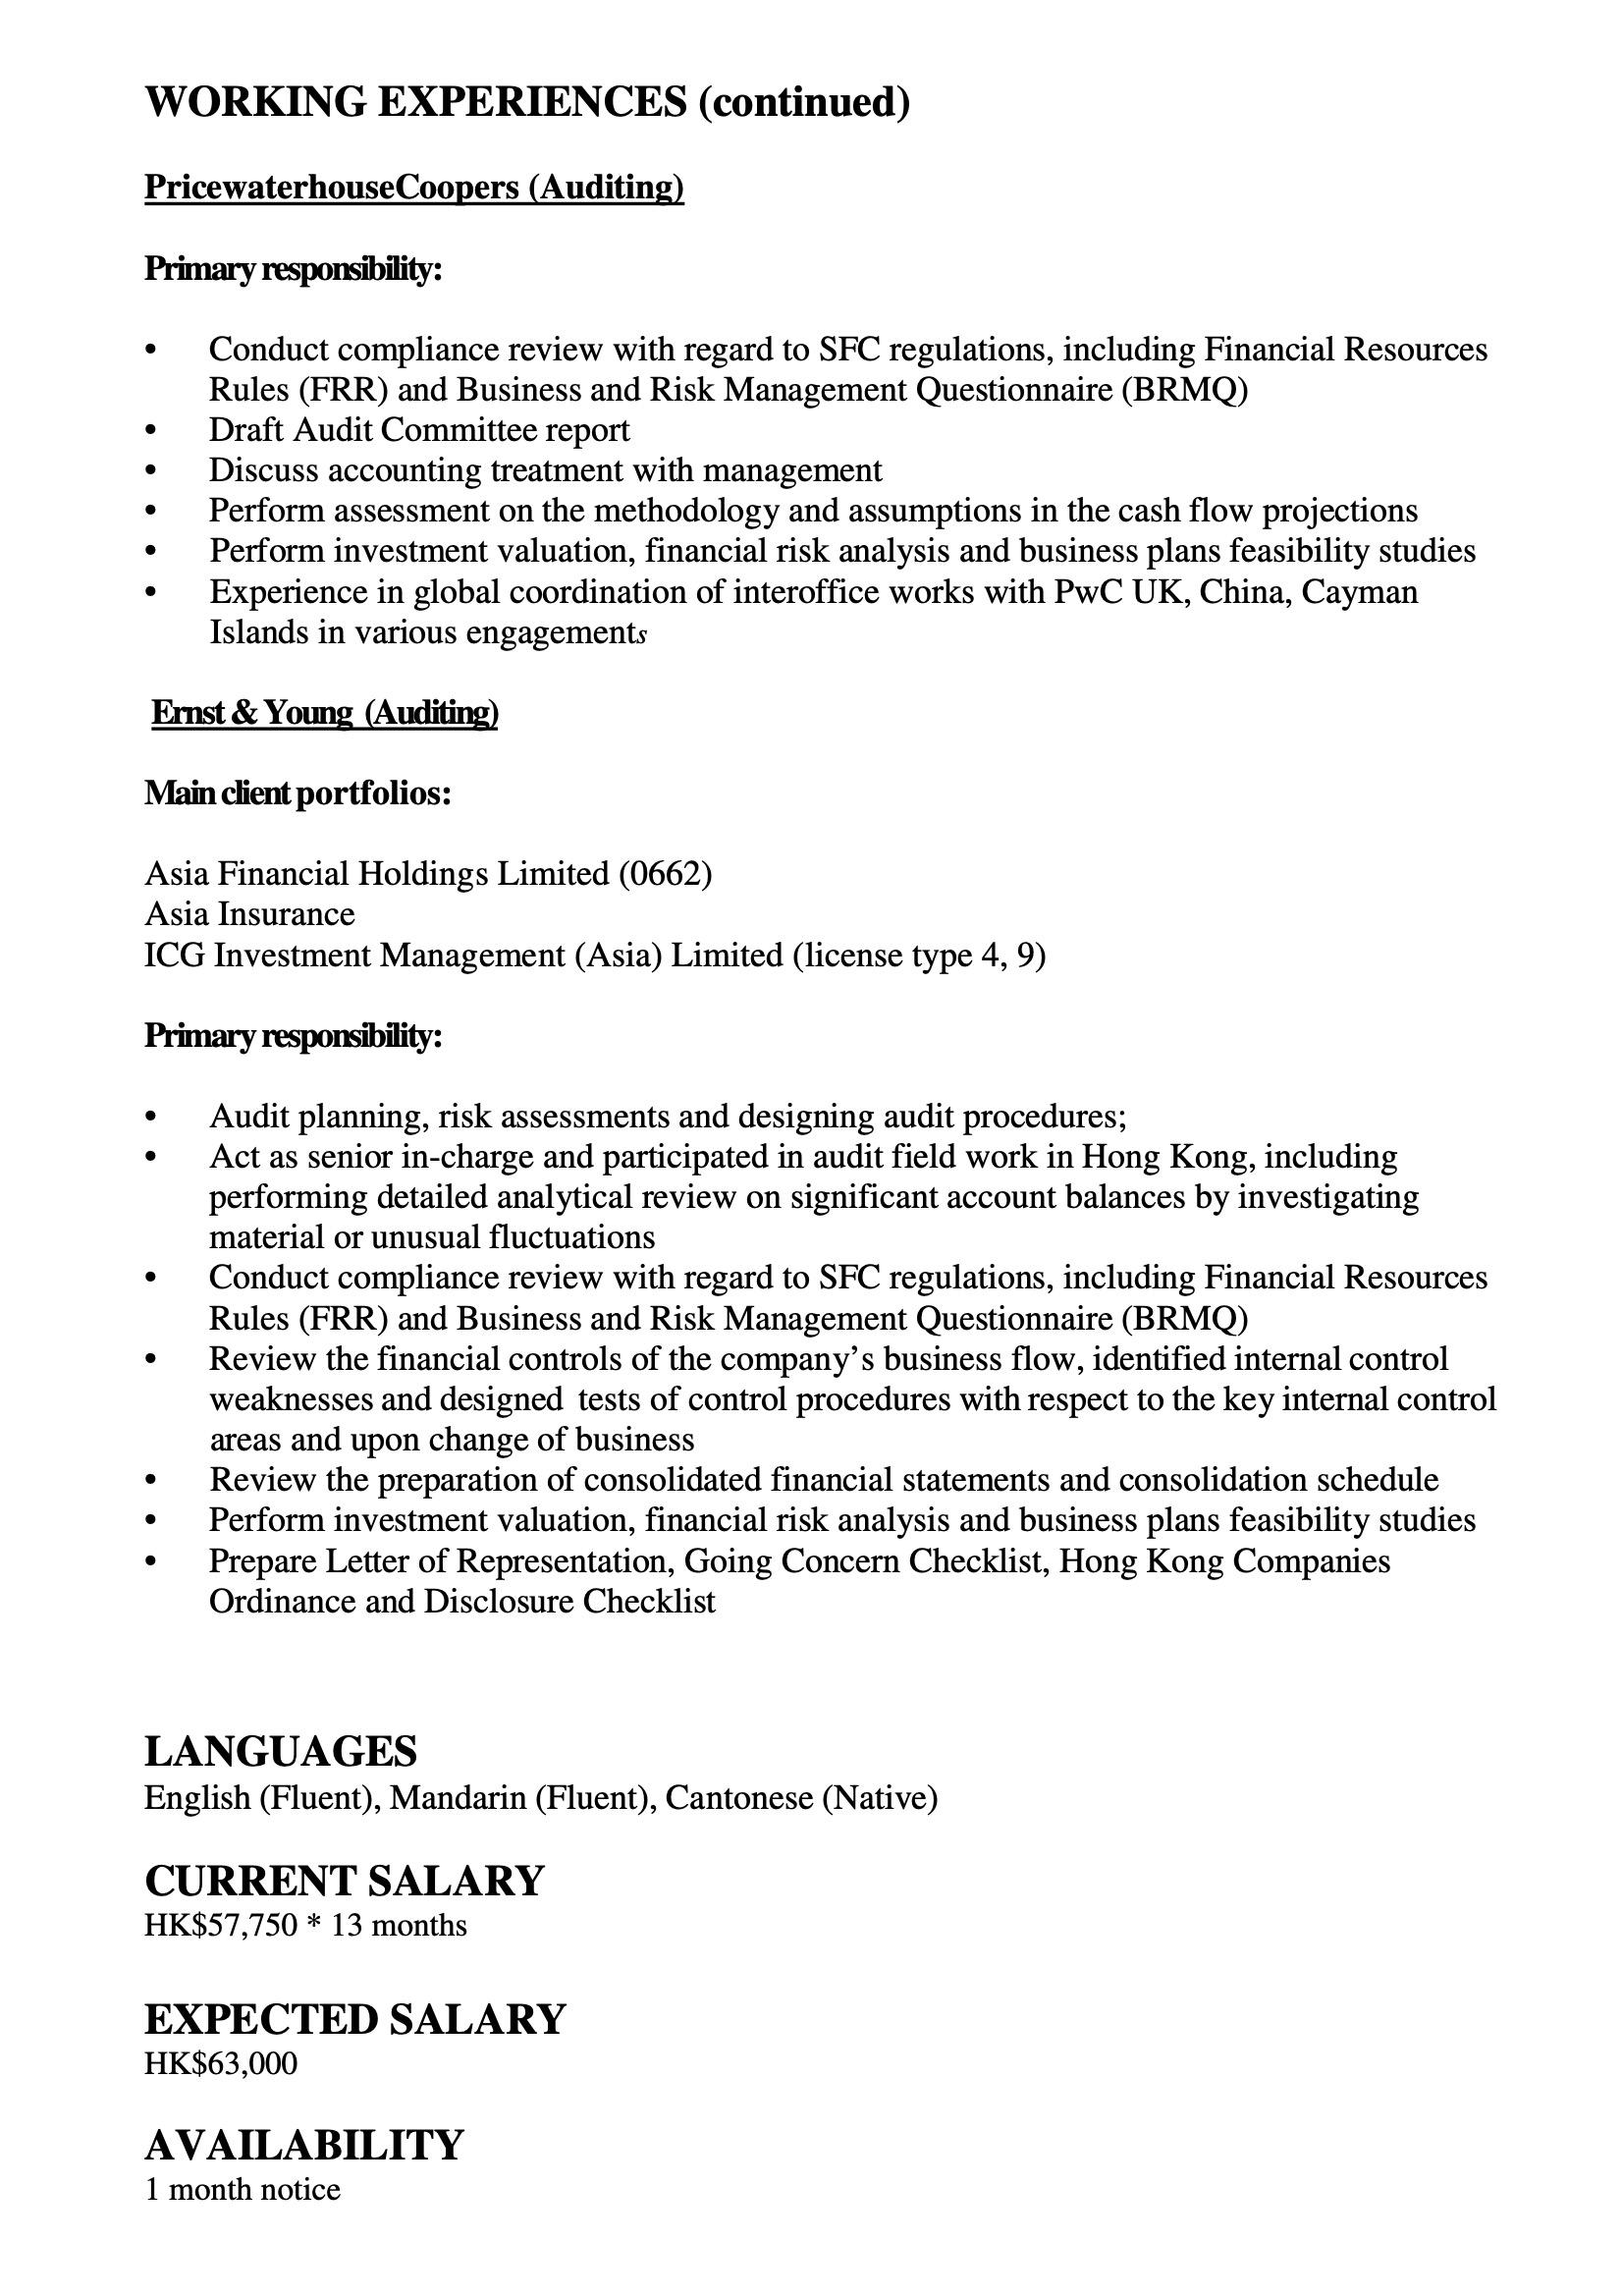 WORKING EXPERIENCES (continued)
PricewaterhouseCoopers (Auditing)
Primary responsibility:
• Conduct compliance review with regard to SFC regulations, including Financial Resources
Rules (FRR) and Business and Risk Management Questionnaire (BRMQ)
• Draft Audit Committee report
• Discuss accounting treatment with management
• Perform assessment on the methodology and assumptions in the cash flow projections
• Perform investment valuation, financial risk analysis and business plans feasibility studies
• Experience in global coordination of interoffice works with PwC UK, China, Cayman
Islands in various engagements
Ernst & Young (Auditing)
Main client portfolios:
Asia Financial Holdings Limited (0662)
Asia Insurance
ICG Investment Management (Asia) Limited (license type 4, 9)
Primary responsibility:
• Audit planning, risk assessments and designing audit procedures;
• Act as senior in-charge and participated in audit field work in Hong Kong, including
performing detailed analytical review on significant account balances by investigating
material or unusual fluctuations
• Conduct compliance review with regard to SFC regulations, including Financial Resources
Rules (FRR) and Business and Risk Management Questionnaire (BRMQ)
• Review the financial controls of the company’s business flow, identified internal control
weaknesses and designed  tests of control procedures with respect to the key internal control
areas and upon change of business
• Review the preparation of consolidated financial statements and consolidation schedule
• Perform investment valuation, financial risk analysis and business plans feasibility studies
• Prepare Letter of Representation, Going Concern Checklist, Hong Kong Companies
Ordinance and Disclosure Checklist
LANGUAGES
English (Fluent), Mandarin (Fluent), Cantonese (Native)
CURRENT SALARY
HK$57,750 * 13 months
EXPECTED SALARY
HK$63,000
AVAILABILITY
1 month notice